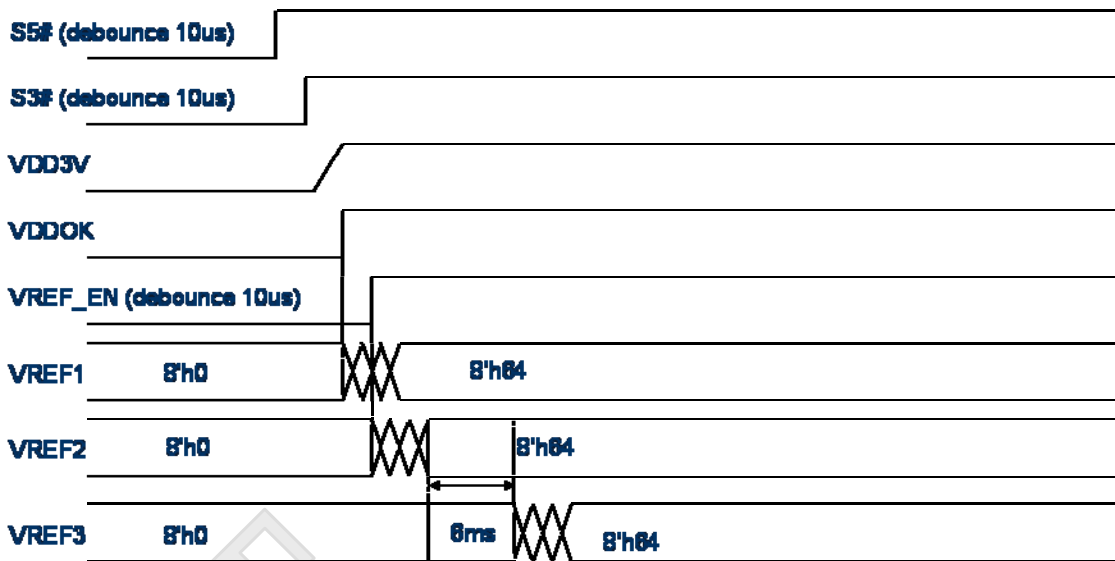 S5# (debounce 10us)
S3# (debounce 10us)
VDD3V
VDDOK
VREF_EN (debounce 10us)
VREF1 8'h0 8'h64
VREF2 8'h0 8'h64
VREF3 8'h0 6ms 8'h64